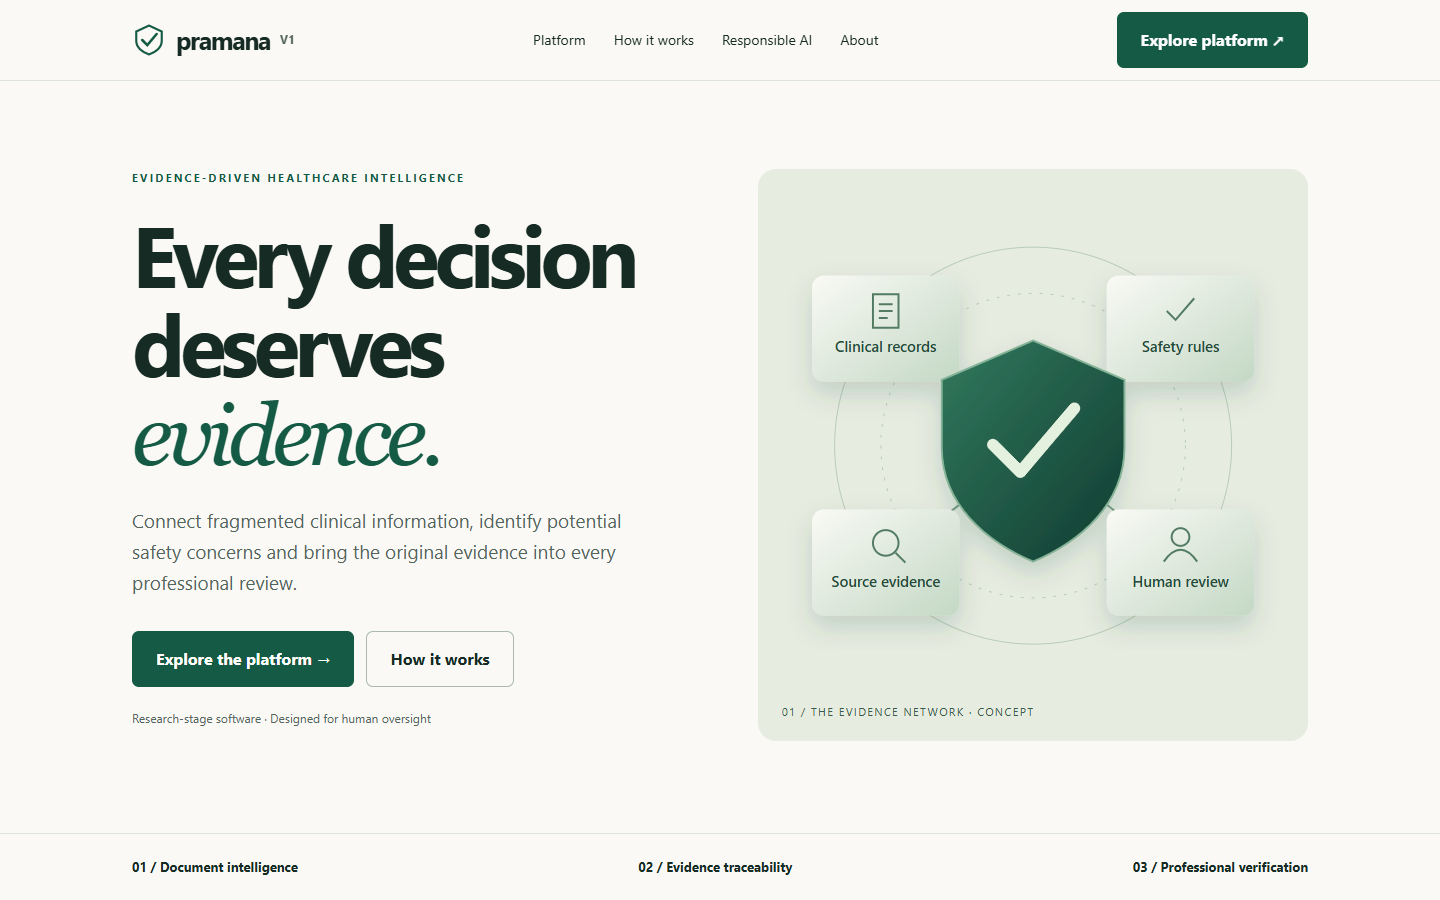 pramana V1
Platform
How it works
Responsible AI
About
Explore platform ↗
EVIDENCE-DRIVEN HEALTHCARE INTELLIGENCE
Every decision
deserves
evidence.
Connect fragmented clinical information, identify potential
safety concerns and bring the original evidence into every
professional review.
Explore the platform →
How it works
Research-stage software · Designed for human oversight
Clinical records
Safety rules
Source evidence
Human review
01 / THE EVIDENCE NETWORK · CONCEPT
01 / Document intelligence
02 / Evidence traceability
03 / Professional verification